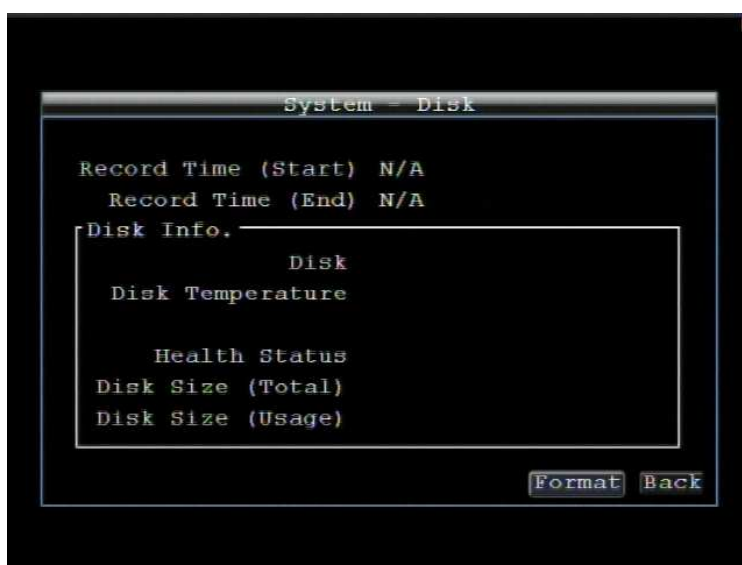 System - Disk
Record Time (Start) N/A
Record Time (End) N/A
Disk Info.
Disk
Disk Temperature
Health Status
Disk Size (Total)
Disk Size (Usage)
Format Back